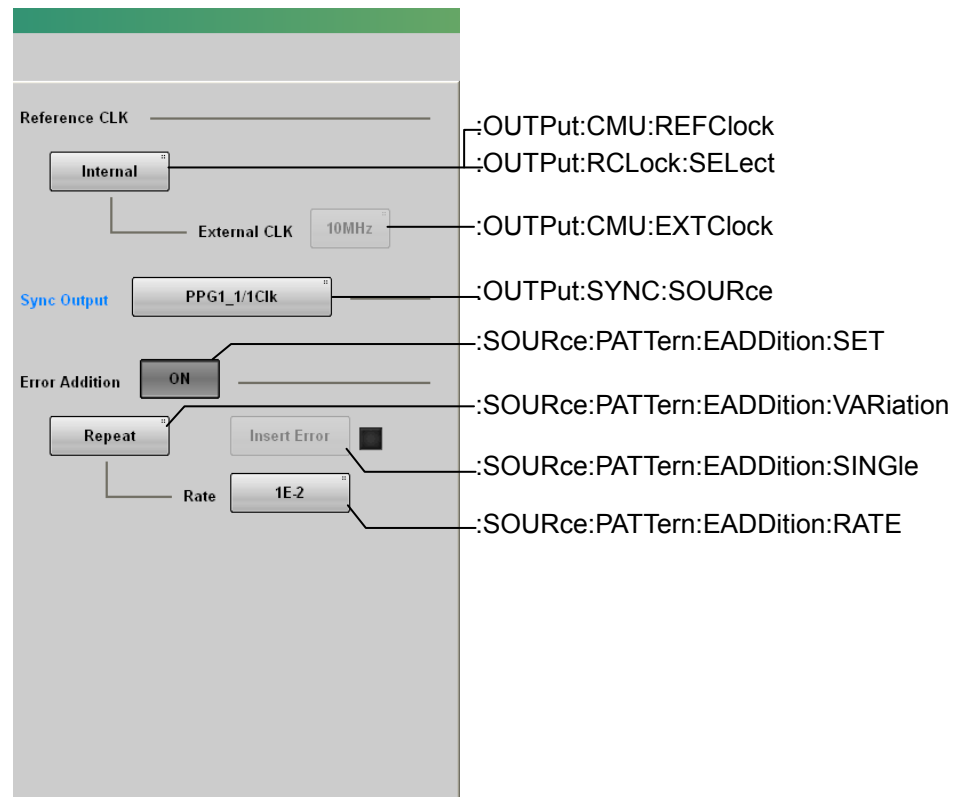 Reference CLK
:OUTPut:CMU:REFClock
Internal
:OUTPut:RCLock:SELect
External CLK
10MHz
:OUTPut:CMU:EXTClock
Sync Output
PPG1_1/1Clk
:OUTPut:SYNC:SOURce
:SOURce:PATTern:EADDition:SET
Error Addition
ON
:SOURce:PATTern:EADDition:VARiation
Repeat
Insert Error
:SOURce:PATTern:EADDition:SINGle
Rate
1E-2
:SOURce:PATTern:EADDition:RATE